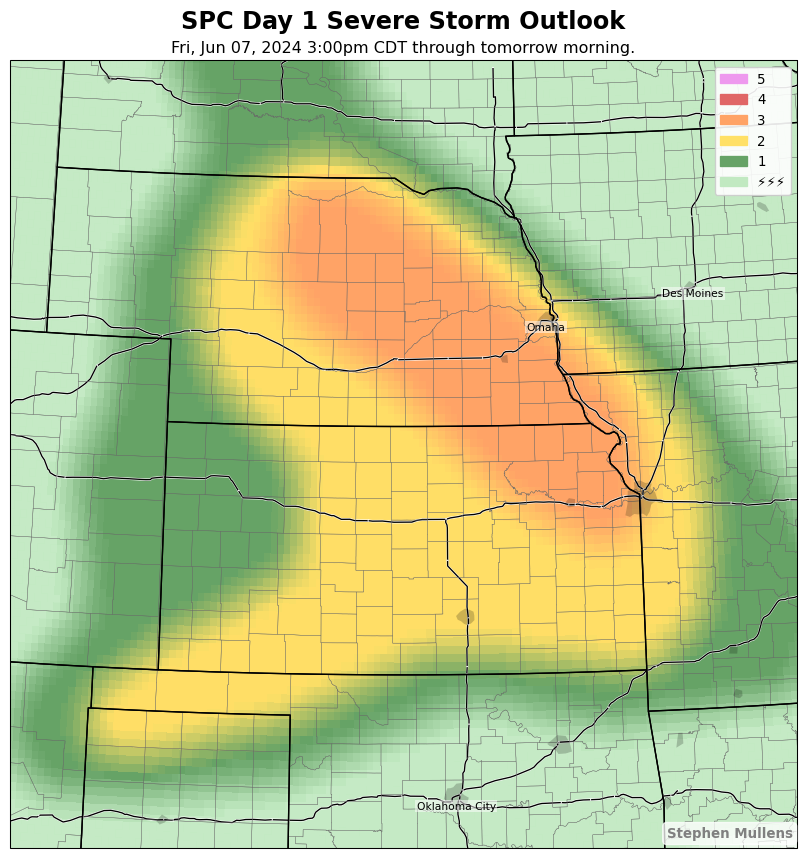 SPC Day 1 Severe Storm Outlook
Fri, Jun 07, 2024 3:00pm CDT through tomorrow morning.
5
4
3
2
1
⚡⚡⚡
Des Moines
Omaha
Oklahoma City
Stephen Mullens